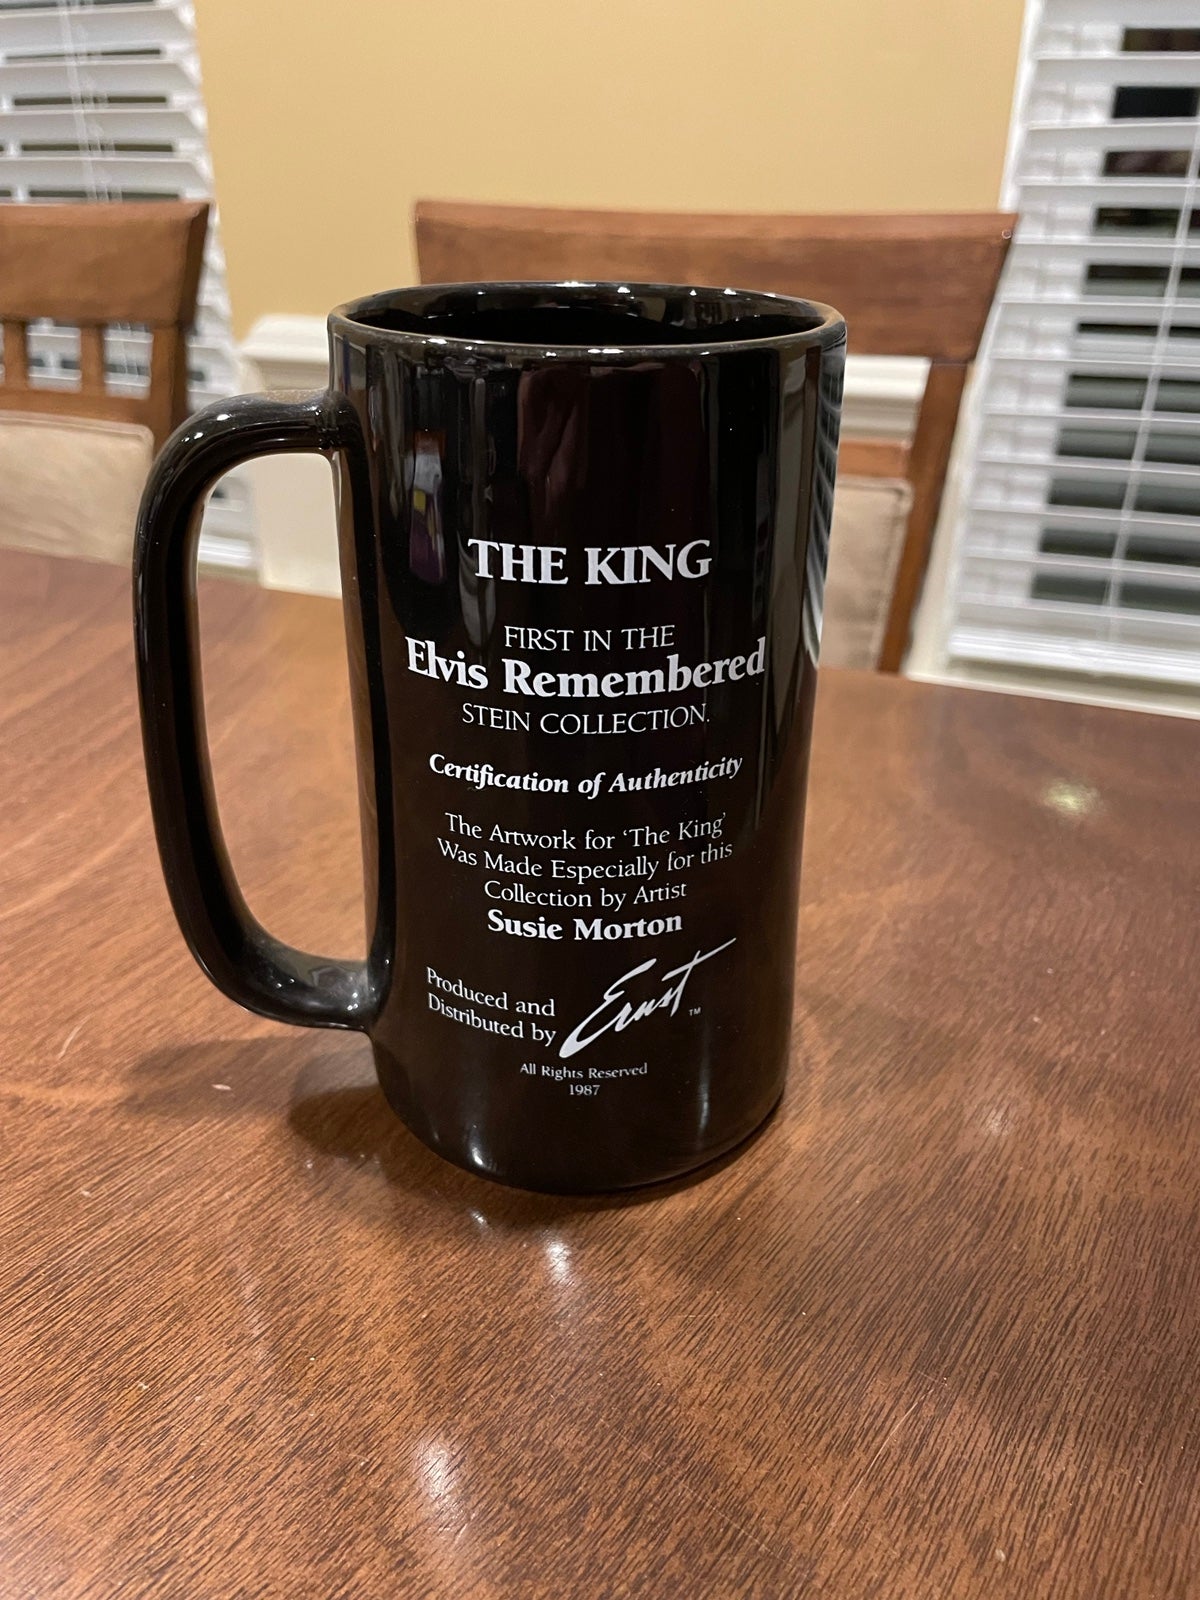 THE KING
FIRST IN THE
Elvis Remembered
STEIN COLLECTION.
Certification of Authenticity
The Artwork for ‘The King’
Was Made Especially for this
Collection by Artist
Susie Morton
Produced and
Distributed by
Ernst™
All Rights Reserved
1987